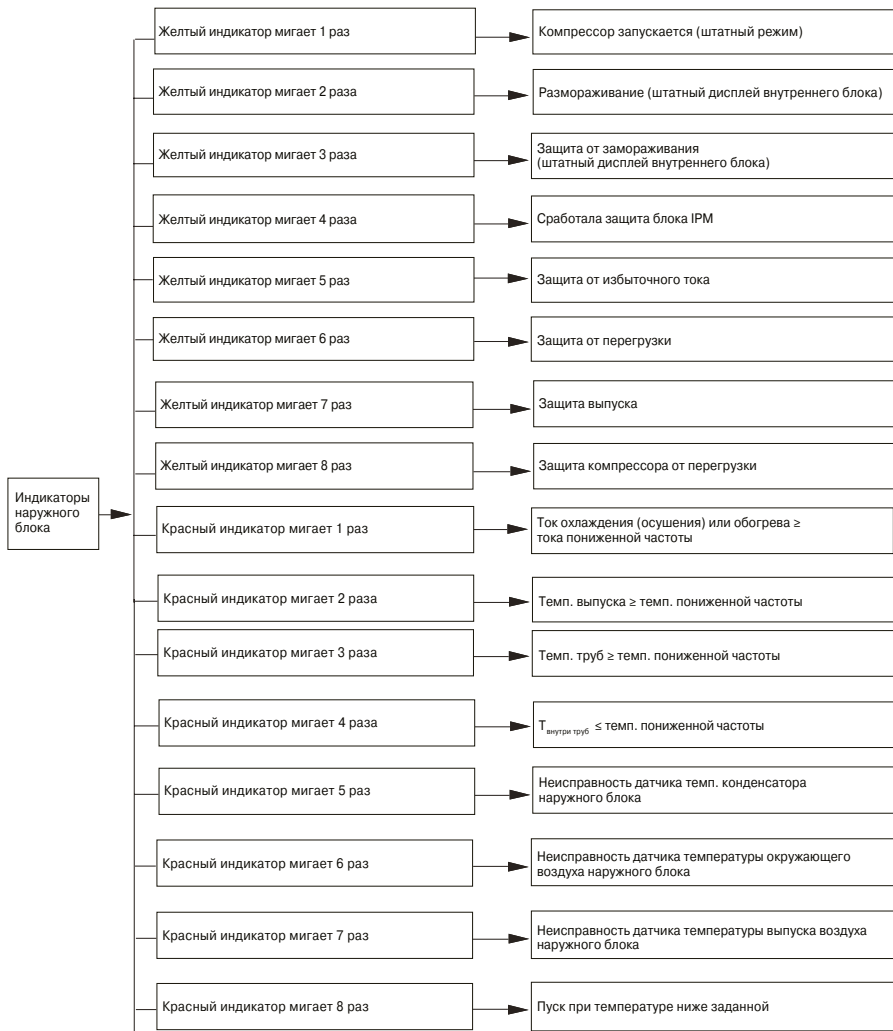 Желтый индикатор мигает 1 раз
Компрессор запускается (штатный режим)
Желтый индикатор мигает 2 раза
Размораживание (штатный дисплей внутреннего блока)
Желтый индикатор мигает 3 раза
Защита от замораживания
(штатный дисплей внутреннего блока)
Желтый индикатор мигает 4 раза
Сработала защита блока IPM
Желтый индикатор мигает 5 раз
Защита от избыточного тока
Желтый индикатор мигает 6 раз
Защита от перегрузки
Желтый индикатор мигает 7 раз
Защита выпуска
Желтый индикатор мигает 8 раз
Защита компрессора от перегрузки
Индикаторы
наружного
блока
Красный индикатор мигает 1 раз
Ток охлаждения (осушения) или обогрева ≥
тока пониженной частоты
Красный индикатор мигает 2 раза
Темп. выпуска ≥ темп. пониженной частоты
Красный индикатор мигает 3 раза
Темп. труб ≥ темп. пониженной частоты
Красный индикатор мигает 4 раза
Т внутри труб ≤ темп. пониженной частоты
Красный индикатор мигает 5 раз
Неисправность датчика темп. конденсатора
наружного блока
Красный индикатор мигает 6 раз
Неисправность датчика температуры окружающего
воздуха наружного блока
Красный индикатор мигает 7 раз
Неисправность датчика температуры выпуска воздуха
наружного блока
Красный индикатор мигает 8 раз
Пуск при температуре ниже заданной